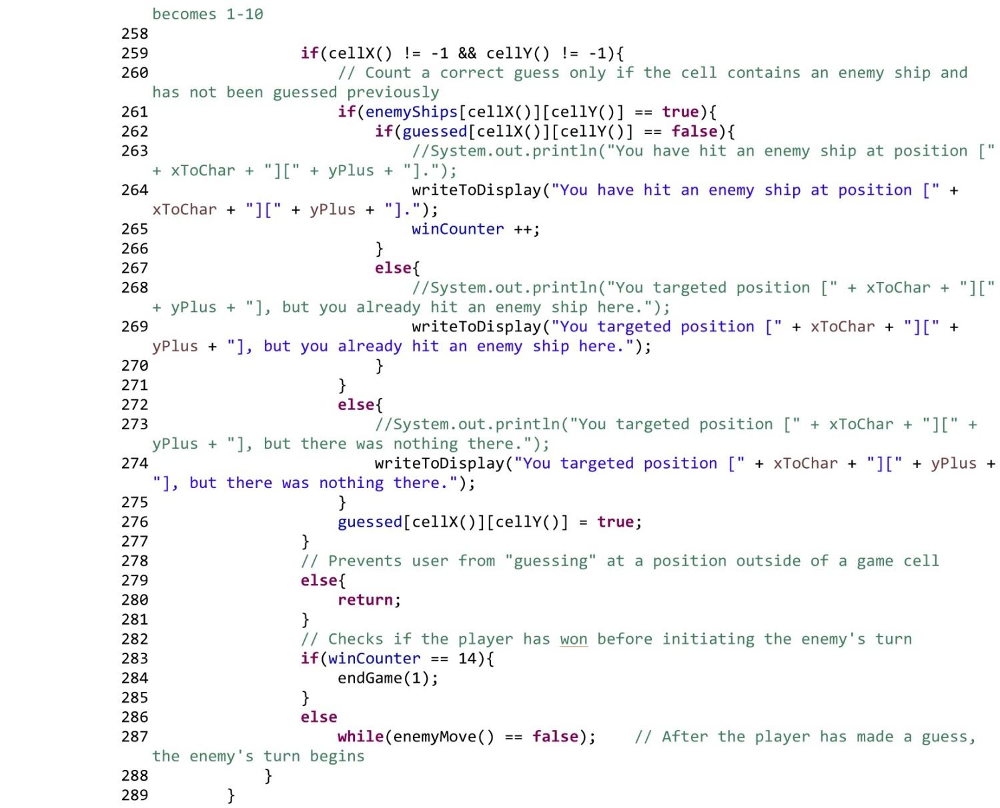 becomes 1-10
258
259 if(cellX() != -1 && cellY() != -1){
260 // Count a correct guess only if the cell contains an enemy ship and
has not been guessed previously
261 if(enemyShips[cellX()][cellY()] == true){
262 if(guessed[cellX()][cellY()] == false){
263 //System.out.println("You have hit an enemy ship at position ["
+ xToChar + "][" + yPlus + "].");
264 writeToDisplay("You have hit an enemy ship at position [" +
xToChar + "][" + yPlus + "].");
265 winCounter ++;
266 }
267 else{
268 //System.out.println("You targeted position [" + xToChar + "]["
+ yPlus + "], but you already hit an enemy ship here.");
269 writeToDisplay("You targeted position [" + xToChar + "][" +
yPlus + "], but you already hit an enemy ship here.");
270 }
271 }
272 else{
273 //System.out.println("You targeted position [" + xToChar + "][" +
yPlus + "], but there was nothing there.");
274 writeToDisplay("You targeted position [" + xToChar + "][" + yPlus +
"], but there was nothing there.");
275 }
276 guessed[cellX()][cellY()] = true;
277 }
278 // Prevents user from "guessing" at a position outside of a game cell
279 else{
280 return;
281 }
282 // Checks if the player has won before initiating the enemy's turn
283 if(winCounter == 14){
284 endGame(1);
285 }
286 else
287 while(enemyMove() == false); // After the player has made a guess,
the enemy's turn begins
288 }
289 }